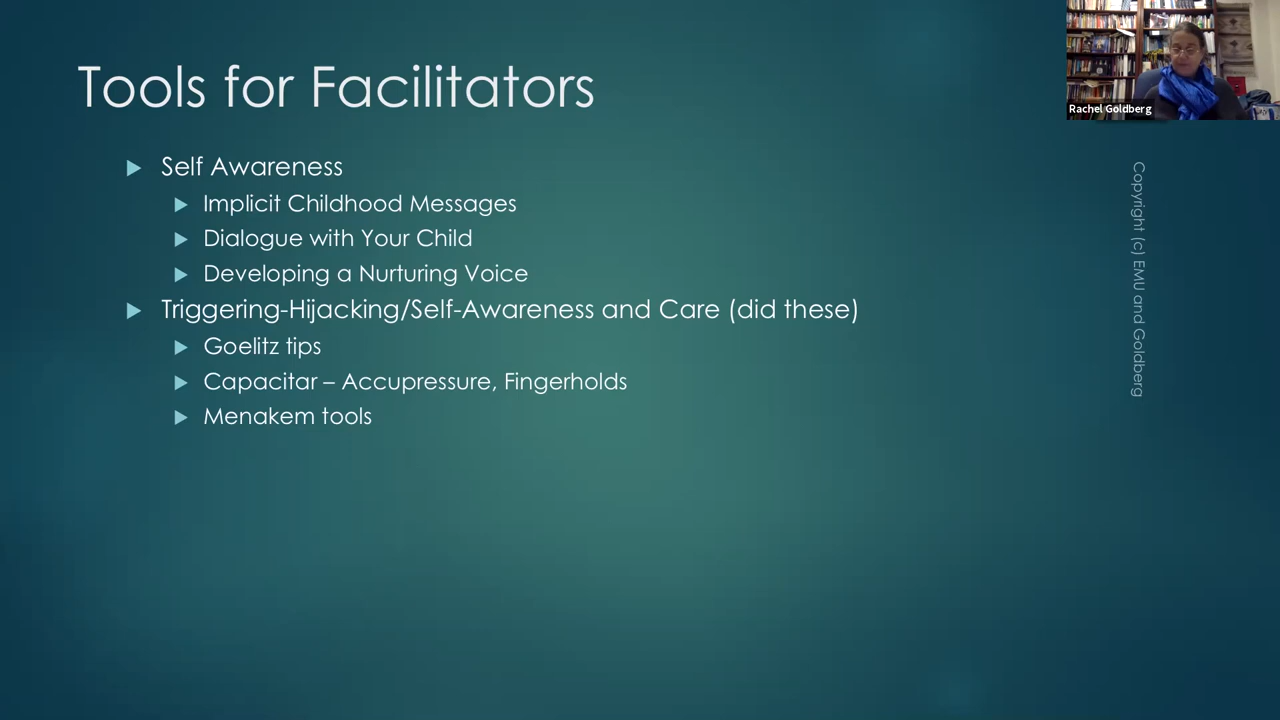 Tools for Facilitators
Self Awareness
Implicit Childhood Messages
Dialogue with Your Child
Developing a Nurturing Voice
Triggering-Hijacking/Self-Awareness and Care (did these)
Goelitz tips
Capacitar – Accupressure, Fingerholds
Menakem tools
Rachel Goldberg
Copyright (c) EMU and Goldberg